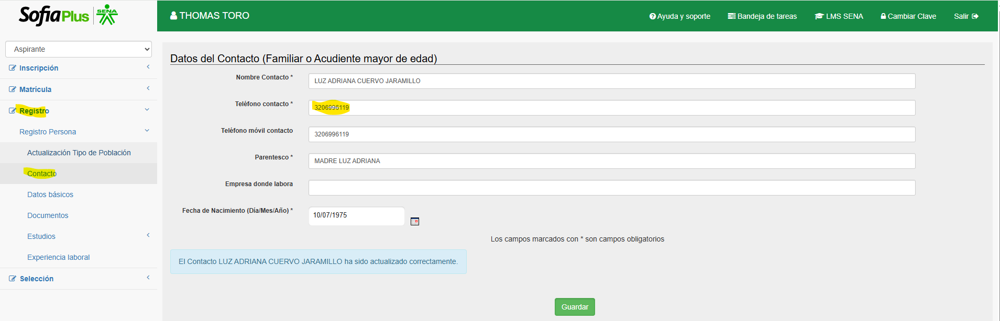 SofiaPlus SENA
THOMAS TORO
Ayuda y soporte
Bandeja de tareas
LMS SENA
Cambiar Clave
Salir
Aspirante
Inscripción
Matrícula
Registro
Registro Persona
Actualización Tipo de Población
Contacto
Datos básicos
Documentos
Estudios
Experiencia laboral
Selección
Datos del Contacto (Familiar o Acudiente mayor de edad)
Nombre Contacto * LUZ ADRIANA CUERVO JARAMILLO
Teléfono contacto * 3206996119
Teléfono móvil contacto 3206996119
Parentesco * MADRE LUZ ADRIANA
Empresa donde labora
Fecha de Nacimiento (Día/Mes/Año) * 10/07/1975
Los campos marcados con * son campos obligatorios
El Contacto LUZ ADRIANA CUERVO JARAMILLO ha sido actualizado correctamente.
Guardar